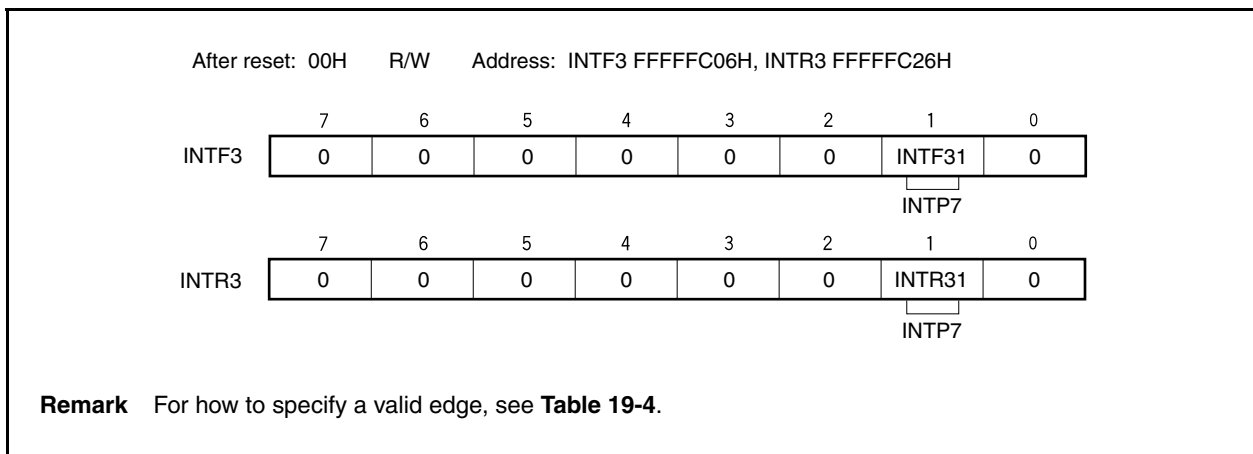 After reset: 00H R/W Address: INTF3 FFFFFC06H, INTR3 FFFFFC26H
7 6 5 4 3 2 1 0
INTF3 0 0 0 0 0 0 INTF31 0
INTP7
7 6 5 4 3 2 1 0
INTR3 0 0 0 0 0 0 INTR31 0
INTP7
Remark For how to specify a valid edge, see Table 19-4.